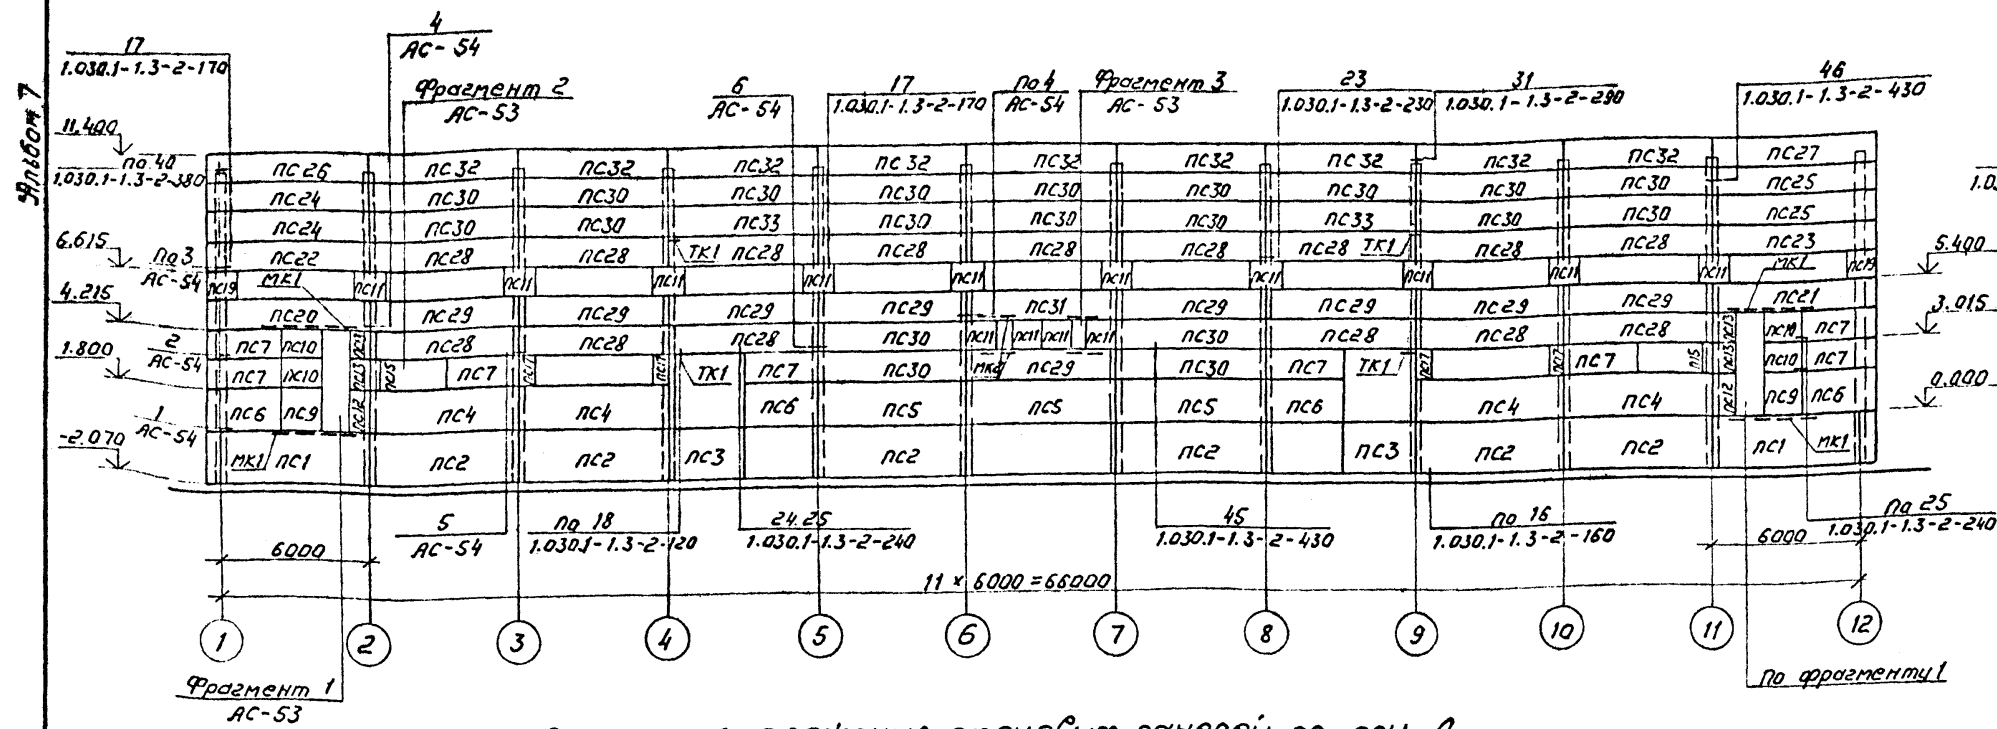 Альбом 7
17
1.030.1-1.3-2-170
4
АС-54
Фрагмент 2
АС-53
6
АС-54
17
1.030.1-1.3-2-170
по 4
АС-54
Фрагмент 3
АС-53
23
1.030.1-1.3-2-230
31
1.030.1-1.3-2-290
46
1.030.1-1.3-2-430
11.400
по 40
1.030.1-1.3-2-380
1.03
ПС26 ПС32 ПС32 ПС32 ПС32 ПС32 ПС32 ПС32 ПС32 ПС32 ПС27
ПС24 ПС30 ПС30 ПС30 ПС30 ПС30 ПС30 ПС30 ПС30 ПС30 ПС25
ПС24 ПС30 ПС30 ПС33 ПС30 ПС30 ПС30 ПС33 ПС30 ПС30 ПС25
6.615
ПС22 ПС28 ПС28 ТК1 ПС28 ПС28 ПС28 ПС28 ПС28 ТК1 ПС28 ПС28 ПС23
5.400
по 3
АС-54
ПС19 МК1 ПС11 ПС11 ПС11 ПС11 ПС11 ПС11 ПС11 ПС11 ПС11 ПС11 МК1 ПС19
4.215
ПС20 ПС29 ПС29 ПС29 ПС29 ПС31 ПС29 ПС29 ПС29 ПС29 ПС21
3.015
2
АС-54
ПС7 ПС10 ПС11 ПС28 ПС28 ПС28 ПС30 ПС11 ПС11 ПС11 ПС11 ПС30 ПС28 ПС28 ПС28 ПС13 ПС10 ПС7
1.800
ПС7 ПС10 ПС13 ПС15 ПС7 ПС17 ПС17 ТК1 ПС7 ПС30 МК2 ПС29 ПС30 ПС7 ТК1 ПС17 ПС17 ПС7 ПС15 ПС13 ПС10 ПС7
0.000
1
АС-54
ПС6 ПС9 ПС12 ПС4 ПС4 ПС6 ПС5 ПС5 ПС5 ПС6 ПС4 ПС4 ПС12 ПС9 ПС6
-2.070
МК1 ПС1 ПС2 ПС2 ПС3 ПС2 ПС2 ПС3 ПС2 ПС2 ПС1 МК1
5
АС-54
по 18
1.030.1-1.3-2-120
24.25
1.030.1-1.3-2-240
45
1.030.1-1.3-2-430
по 16
1.030.1-1.3-2-160
по 25
1.030.1-1.3-2-240
6000 6000
11 × 6000 = 66000
1 2 3 4 5 6 7 8 9 10 11 12
Фрагмент 1
АС-53
По фрагменту 1